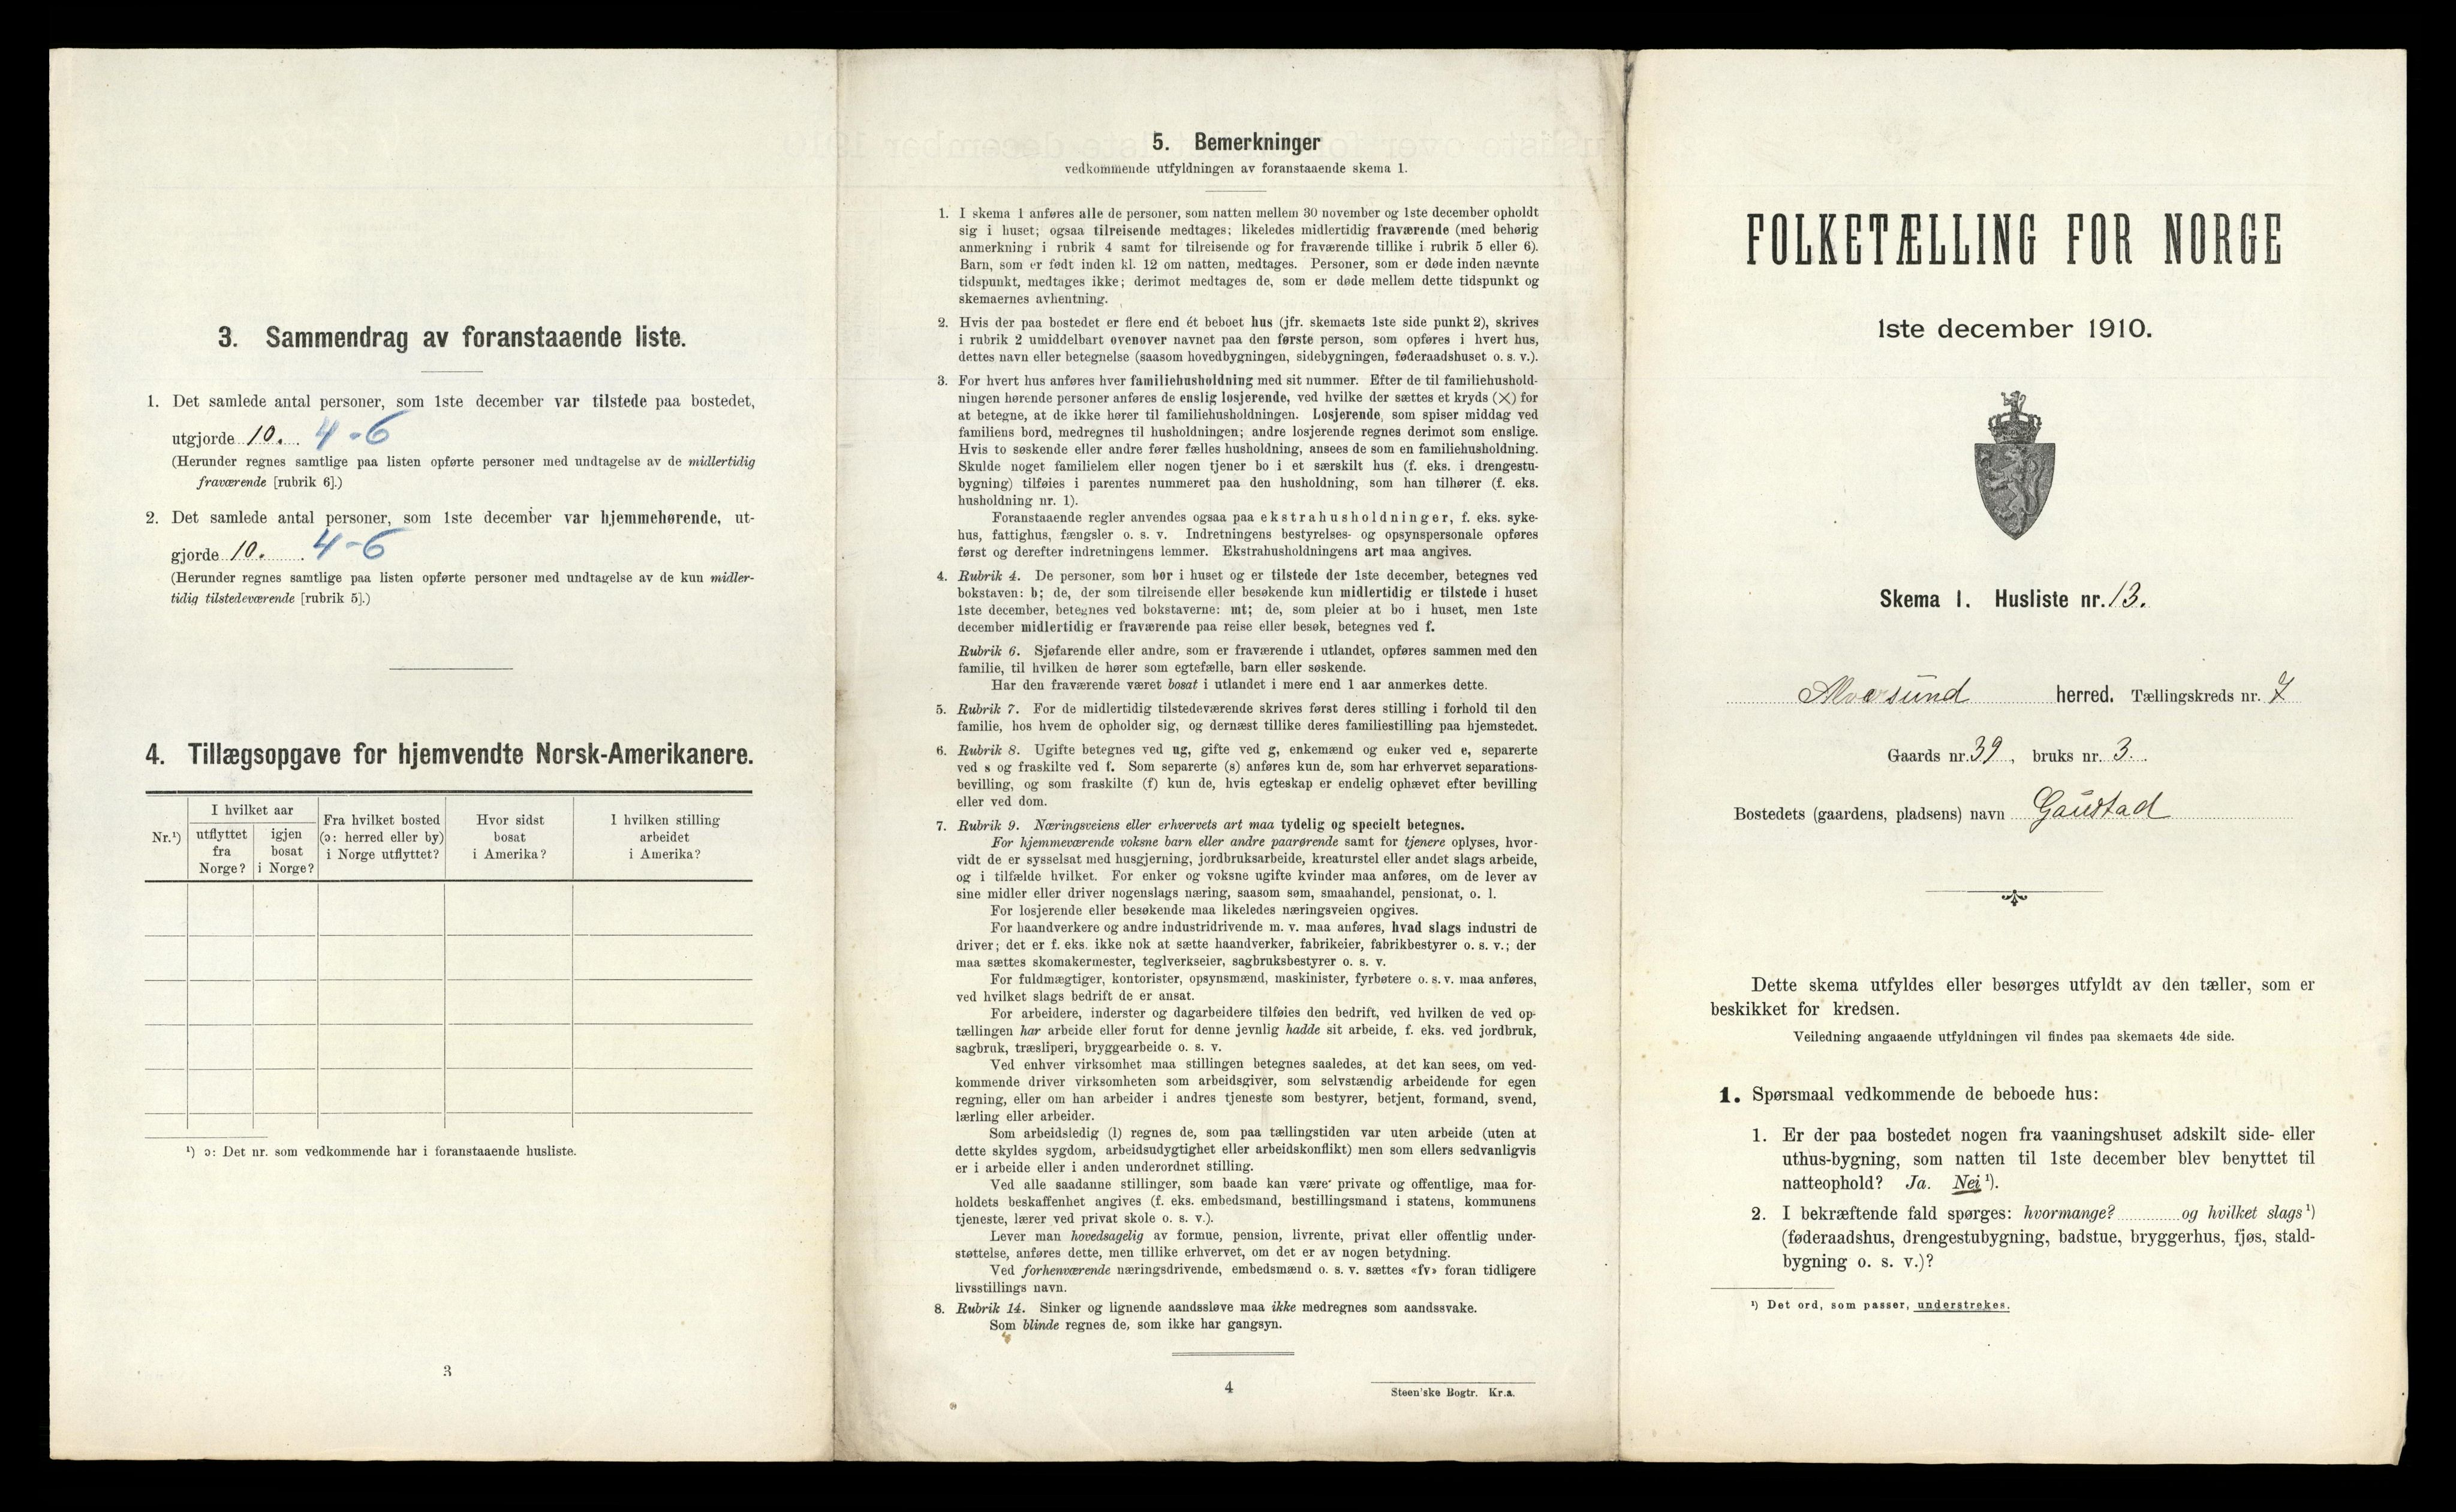 3. Sammendrag av foranstaaende liste.
1. Det samlede antal personer, som 1ste december var tilstede paa bostedet,
utgjorde 10. 4-6
(Herunder regnes samtlige paa listen opførte personer med undtagelse av de midlertidig
fraværende [rubrik 6].)
2. Det samlede antal personer, som 1ste december var hjemmehørende, ut-
gjorde 10. 4-6
(Herunder regnes samtlige paa listen opførte personer med undtagelse av de kun midler-
tidig tilstedeværende [rubrik 5].)
4. Tillægsopgave for hjemvendte Norsk-Amerikanere.
Nr.¹)
I hvilket aar
utflyttet
fra
Norge?
igjen
bosat
i Norge?
Fra hvilket bosted
(ɔ: herred eller by)
i Norge utflyttet?
Hvor sidst
bosat
i Amerika?
I hvilken stilling
arbeidet
i Amerika?
¹) ɔ: Det nr. som vedkommende har i foranstaaende husliste.
3
5. Bemerkninger
vedkommende utfyldningen av foranstaaende skema 1.
1. I skema 1 anføres alle de personer, som natten mellem 30 november og 1ste december opholdt
sig i huset; ogsaa tilreisende medtages; likeledes midlertidig fraværende (med behørig
anmerkning i rubrik 4 samt for tilreisende og for fraværende tillike i rubrik 5 eller 6).
Barn, som er født inden kl. 12 om natten, medtages. Personer, som er døde inden nævnte
tidspunkt, medtages ikke; derimot medtages de, som er døde mellem dette tidspunkt og
skemaernes avhentning.
2. Hvis der paa bostedet er flere end ét beboet hus (jfr. skemaets 1ste side punkt 2), skrives
i rubrik 2 umiddelbart ovenover navnet paa den første person, som opføres i hvert hus,
dettes navn eller betegnelse (saasom hovedbygningen, sidebygningen, føderaadshuset o. s. v.).
3. For hvert hus anføres hver familiehusholdning med sit nummer. Efter de til familiehushold-
ningen hørende personer anføres de enslig losjerende, ved hvilke der sættes et kryds (×) for
at betegne, at de ikke hører til familiehusholdningen. Losjerende, som spiser middag ved
familiens bord, medregnes til husholdningen; andre losjerende regnes derimot som enslige.
Hvis to søskende eller andre fører fælles husholdning, ansees de som en familiehusholdning.
Skulde noget familielem eller nogen tjener bo i et særskilt hus (f. eks. i drengestu-
bygning) tilføies i parentes nummeret paa den husholdning, som han tilhører (f. eks.
husholdning nr. 1).
Foranstaaende regler anvendes ogsaa paa ekstrahusholdninger, f. eks. syke-
hus, fattighus, fængsler o. s. v. Indretningens bestyrelses- og opsynspersonale opføres
først og derefter indretningens lemmer. Ekstrahusholdningens art maa angives.
4. Rubrik 4. De personer, som bor i huset og er tilstede der 1ste december, betegnes ved
bokstaven: b; de, der som tilreisende eller besøkende kun midlertidig er tilstede i huset
1ste december, betegnes ved bokstaverne: mt; de, som pleier at bo i huset, men 1ste
december midlertidig er fraværende paa reise eller besøk, betegnes ved f.
Rubrik 6. Sjøfarende eller andre, som er fraværende i utlandet, opføres sammen med den
familie, til hvilken de hører som egtefælle, barn eller søskende.
Har den fraværende været bosat i utlandet i mere end 1 aar anmerkes dette.
5. Rubrik 7. For de midlertidig tilstedeværende skrives først deres stilling i forhold til den
familie, hos hvem de opholder sig, og dernæst tillike deres familiestilling paa hjemstedet.
6. Rubrik 8. Ugifte betegnes ved ug, gifte ved g, enkemænd og enker ved e, separerte
ved s og fraskilte ved f. Som separerte (s) anføres kun de, som har erhvervet separations-
bevilling, og som fraskilte (f) kun de, hvis egteskap er endelig ophævet efter bevilling
eller ved dom.
7. Rubrik 9. Næringsveiens eller erhvervets art maa tydelig og specielt betegnes.
For hjemmeværende voksne barn eller andre paarørende samt for tjenere oplyses, hvor-
vidt de er sysselsat med husgjerning, jordbruksarbeide, kreaturstel eller andet slags arbeide,
og i tilfælde hvilket. For enker og voksne ugifte kvinder maa anføres, om de lever av
sine midler eller driver nogenslags næring, saasom søm, smaahandel, pensionat, o. l.
For losjerende eller besøkende maa likeledes næringsveien opgives.
For haandverkere og andre industridrivende m. v. maa anføres, hvad slags industri de
driver; det er f. eks. ikke nok at sætte haandverker, fabrikeier, fabrikbestyrer o. s. v.; der
maa sættes skomakermester, teglverkseier, sagbruksbestyrer o. s. v.
For fuldmægtiger, kontorister, opsynsmænd, maskinister, fyrbøtere o. s. v. maa anføres,
ved hvilket slags bedrift de er ansat.
For arbeidere, inderster og dagarbeidere tilføies den bedrift, ved hvilken de ved op-
tællingen har arbeide eller forut for denne jevnlig hadde sit arbeide, f. eks. ved jordbruk,
sagbruk, træsliperi, bryggearbeide o. s. v.
Ved enhver virksomhet maa stillingen betegnes saaledes, at det kan sees, om ved-
kommende driver virksomheten som arbeidsgiver, som selvstændig arbeidende for egen
regning, eller om han arbeider i andres tjeneste som bestyrer, betjent, formand, svend,
lærling eller arbeider.
Som arbeidsledig (l) regnes de, som paa tællingstiden var uten arbeide (uten at
dette skyldes sygdom, arbeidsudygtighet eller arbeidskonflikt) men som ellers sedvanligvis
er i arbeide eller i anden underordnet stilling.
Ved alle saadanne stillinger, som baade kan være private og offentlige, maa for-
holdets beskaffenhet angives (f. eks. embedsmand, bestillingsmand i statens, kommunens
tjeneste, lærer ved privat skole o. s. v.).
Lever man hovedsagelig av formue, pension, livrente, privat eller offentlig under-
støttelse, anføres dette, men tillike erhvervet, om det er av nogen betydning.
Ved forhenværende næringsdrivende, embedsmænd o. s. v. sættes «fv» foran tidligere
livsstillings navn.
8. Rubrik 14. Sinker og lignende aandssløve maa ikke medregnes som aandssvake.
Som blinde regnes de, som ikke har gangsyn.
4
Steen'ske Bogtr. Kr.a.
FOLKETÆLLING FOR NORGE
1ste december 1910.
Skema 1. Husliste nr. 13.
Alversund herred. Tællingskreds nr. 7
Gaards nr. 39, bruks nr. 3.
Bostedets (gaardens, pladsens) navn Gaustad
Dette skema utfyldes eller besørges utfyldt av den tæller, som er
beskikket for kredsen.
Veiledning angaaende utfyldningen vil findes paa skemaets 4de side.
1. Spørsmaal vedkommende de beboede hus:
1. Er der paa bostedet nogen fra vaaningshuset adskilt side- eller
uthus-bygning, som natten til 1ste december blev benyttet til
natteophold? Ja. Nei ¹).
2. I bekræftende fald spørges: hvormange? og hvilket slags ¹)
(føderaadshus, drengestubygning, badstue, bryggerhus, fjøs, stald-
bygning o. s. v.)?
¹) Det ord, som passer, understrekes.